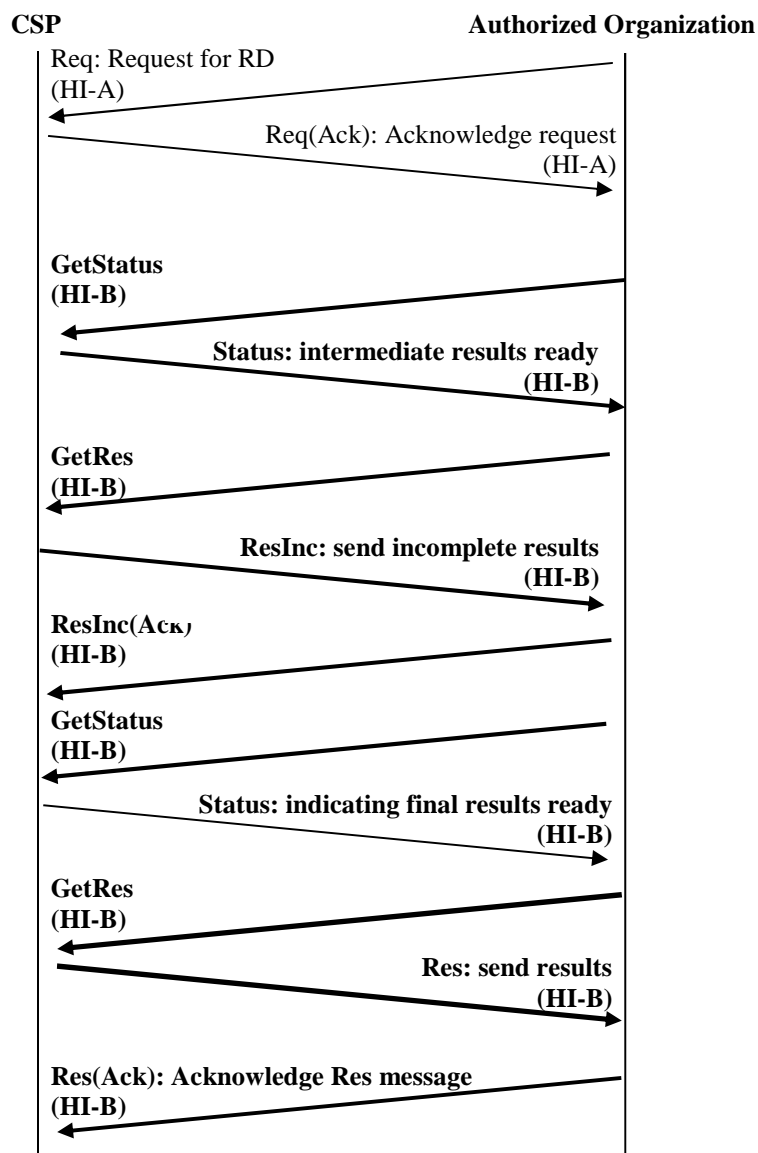 CSP Authorized Organization
Req: Request for RD
(HI-A)
Req(Ack): Acknowledge request
(HI-A)
GetStatus
(HI-B)
Status: intermediate results ready
(HI-B)
GetRes
(HI-B)
ResInc: send incomplete results
(HI-B)
ResInc(Ack)
(HI-B)
GetStatus
(HI-B)
Status: indicating final results ready
(HI-B)
GetRes
(HI-B)
Res: send results
(HI-B)
Res(Ack): Acknowledge Res message
(HI-B)